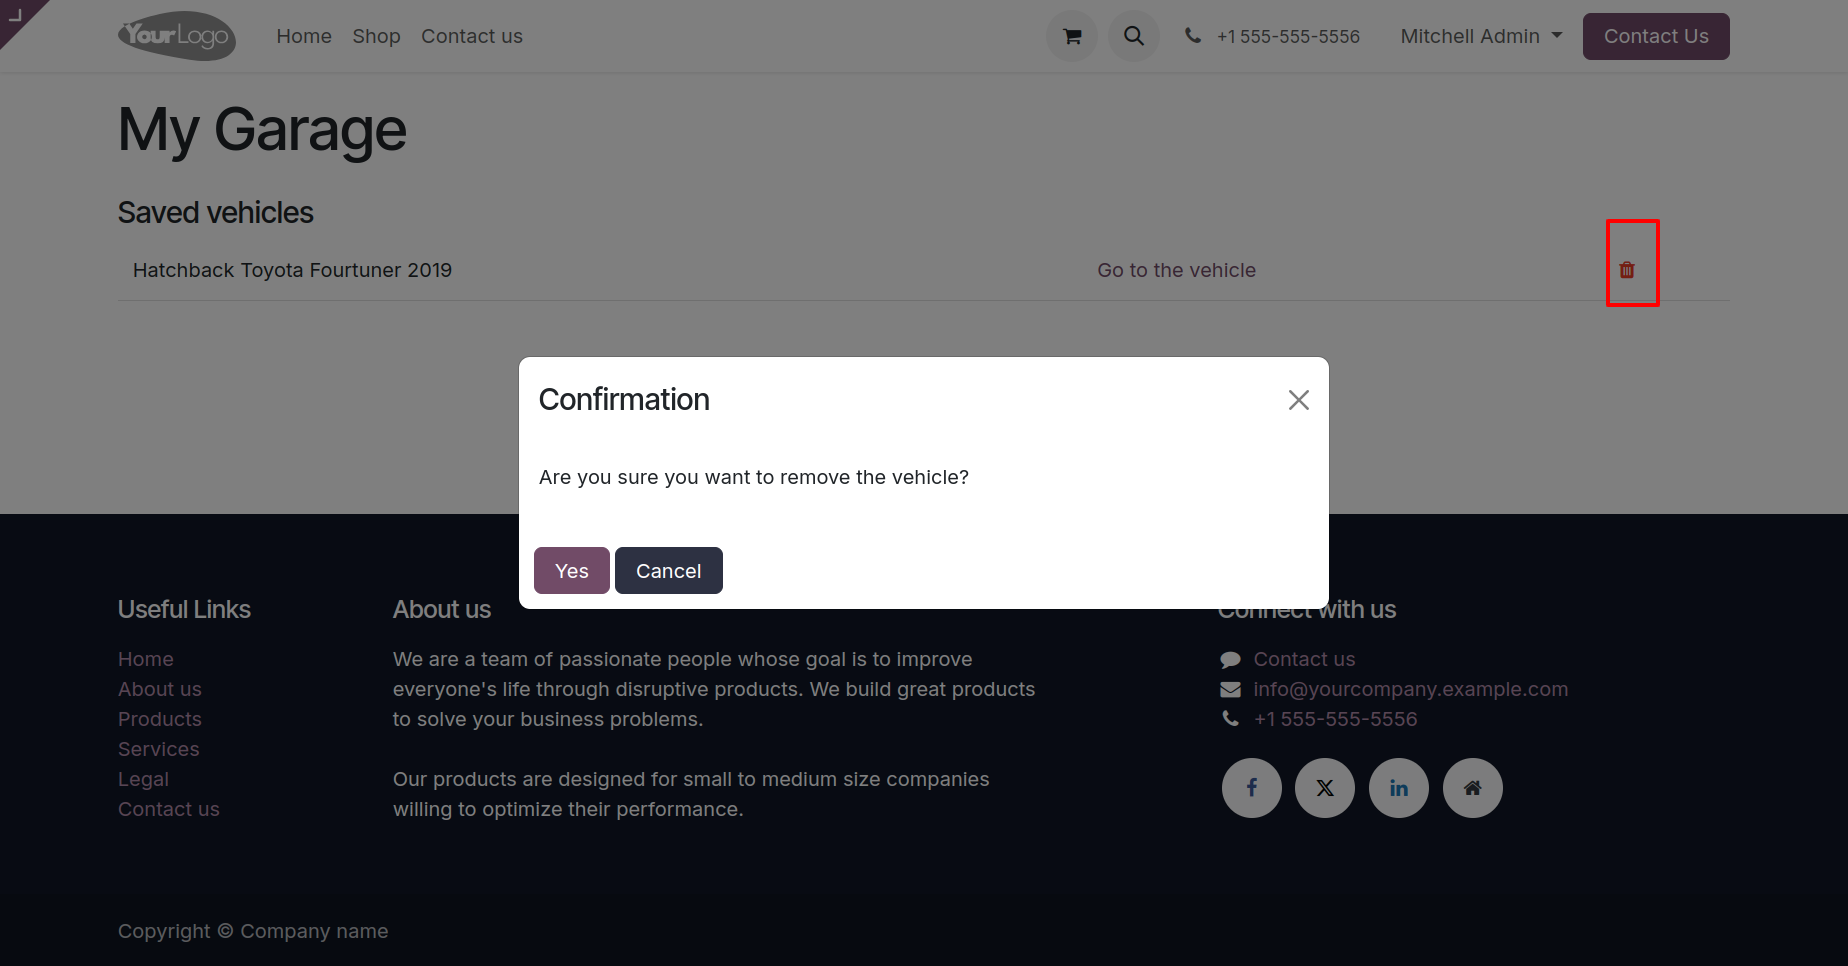 YourLogo
Home Shop Contact us
+1 555-555-5556
Mitchell Admin
Contact Us
My Garage
Saved vehicles
Hatchback Toyota Fourtuner 2019 Go to the vehicle
Confirmation
Are you sure you want to remove the vehicle?
Yes Cancel
Useful Links
Home
About us
Products
Services
Legal
Contact us
About us
We are a team of passionate people whose goal is to improve
everyone's life through disruptive products. We build great products
to solve your business problems.
Our products are designed for small to medium size companies
willing to optimize their performance.
Connect with us
Contact us
info@yourcompany.example.com
+1 555-555-5556
Copyright © Company name